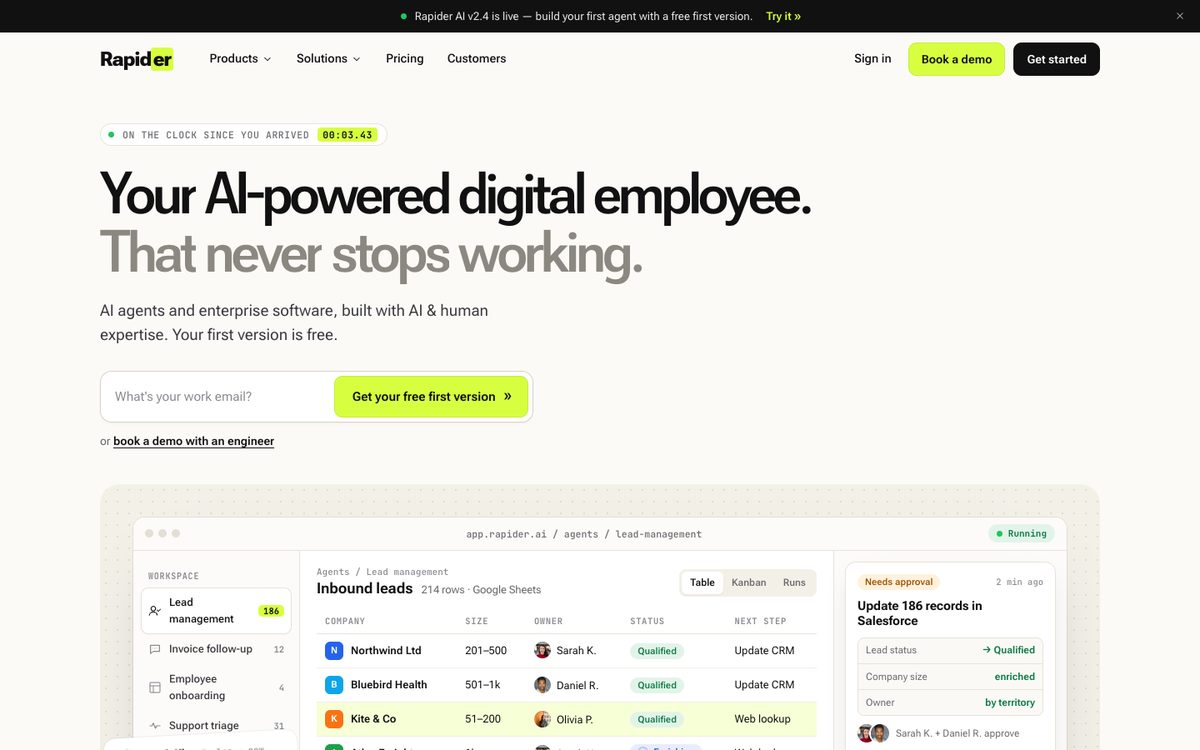 Rapider AI v2.4 is live — build your first agent with a free first version. Try it »
Rapider Products Solutions Pricing Customers Sign in Book a demo Get started
ON THE CLOCK SINCE YOU ARRIVED 00:03.43
Your AI-powered digital employee.
That never stops working.
AI agents and enterprise software, built with AI & human
expertise. Your first version is free.
What's your work email? Get your free first version »
or book a demo with an engineer
app.rapider.ai / agents / lead-management Running
WORKSPACE
Lead
management 186
Invoice follow-up 12
Employee
onboarding 4
Support triage 31
Agents / Lead management
Inbound leads 214 rows · Google Sheets
Table Kanban Runs
COMPANY SIZE OWNER STATUS NEXT STEP
N Northwind Ltd 201–500 Sarah K. Qualified Update CRM
B Bluebird Health 501–1k Daniel R. Qualified Update CRM
K Kite & Co 51–200 Olivia P. Qualified Web lookup
Needs approval 2 min ago
Update 186 records in
Salesforce
Lead status → Qualified
Company size enriched
Owner by territory
Sarah K. + Daniel R. approve